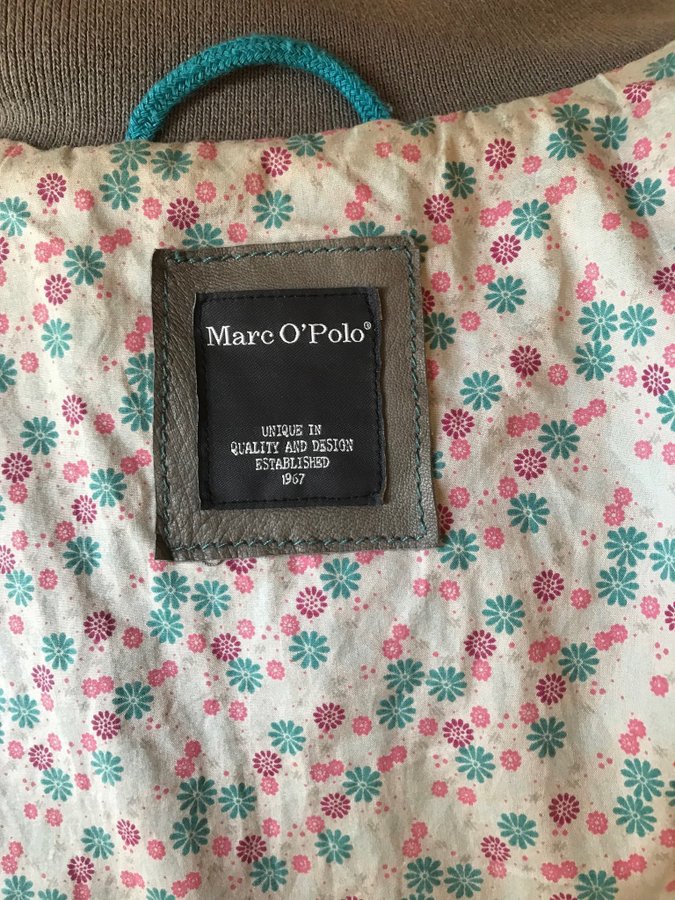 Marc O'Polo®
UNIQUE IN
QUALITY AND DESIGN
ESTABLISHED
1967